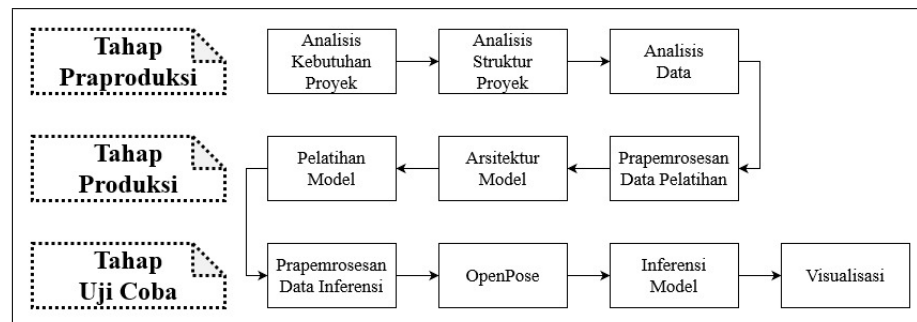 Tahap
Praproduksi
Analisis
Kebutuhan
Proyek
Analisis
Struktur
Proyek
Analisis
Data
Tahap
Produksi
Pelatihan
Model
Arsitektur
Model
Prapemrosesan
Data Pelatihan
Tahap
Uji Coba
Prapemrosesan
Data Inferensi
OpenPose
Inferensi
Model
Visualisasi